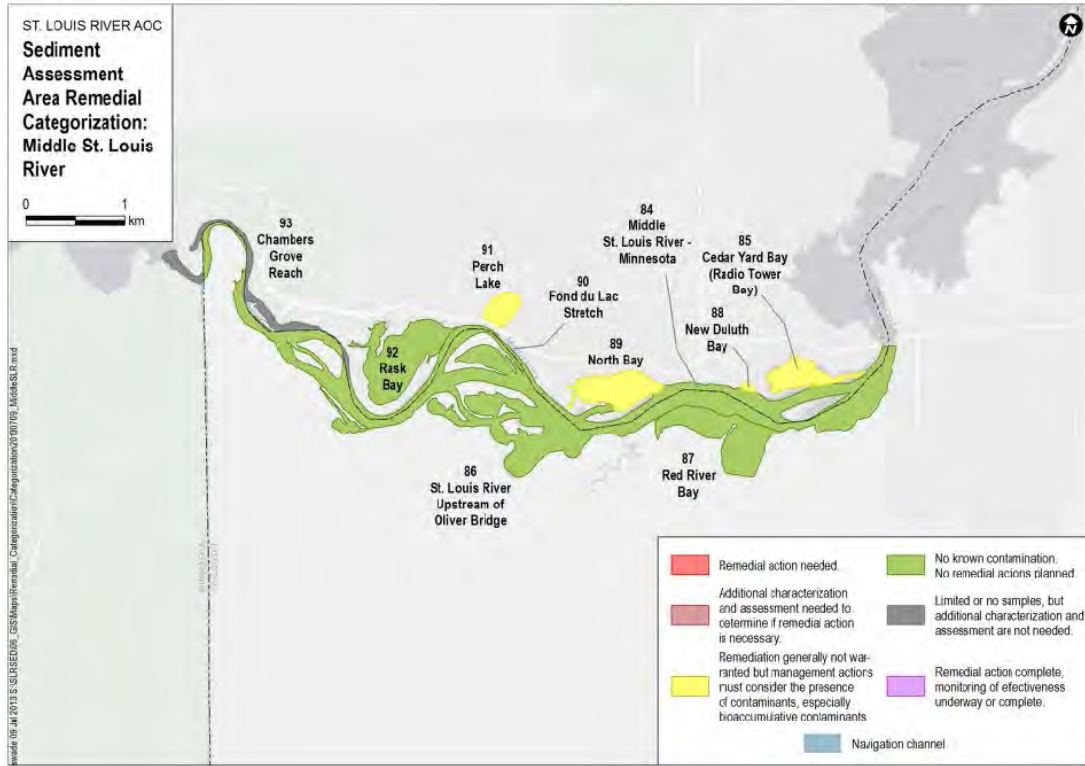 ST. LOUIS RIVER AOC
Sediment
Assessment
Area Remedial
Categorization:
Middle St. Louis
River
0 1
km
N
93
Chambers
Grove
Reach
91
Perch
Lake
90
Fond du Lac
Stretch
84
Middle
St. Louis River -
Minnesota
85
Cedar Yard Bay
(Radio Tower
Bay)
88
New Duluth
Bay
89
North Bay
92
Rask
Bay
86
St. Louis River
Upstream of
Oliver Bridge
87
Red River
Bay
Remedial action needed.
Additional characterization
and assessment needed to
determine if remedial action
is necessary.
Remediation generally not war-
ranted but management actions
must consider the presence
of contaminants, especially
bioaccumulative contaminants
No known contamination.
No remedial actions planned
Limited or no samples, but
additional characterization and
assessment are not needed.
Remedial action complete,
monitoring of effectiveness
underway or complete.
Navigation channel